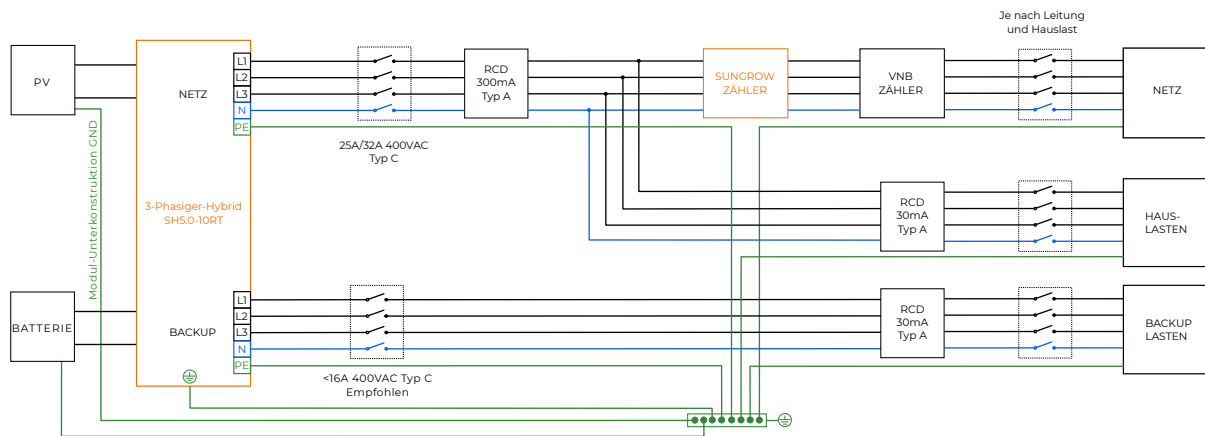 Je nach Leitung
und Hauslast
PV
NETZ
L1
L2
L3
N
PE
RCD
300mA
Typ A
SUNGROW
ZÄHLER
VNB
ZÄHLER
NETZ
25A/32A 400VAC
Typ C
Modul-Unterkonstruktion GND
3-Phasiger-Hybrid
SH5.0-10RT
RCD
30mA
Typ A
HAUS-
LASTEN
BATTERIE
BACKUP
L1
L2
L3
N
PE
RCD
30mA
Typ A
BACKUP
LASTEN
<16A 400VAC Typ C
Empfohlen